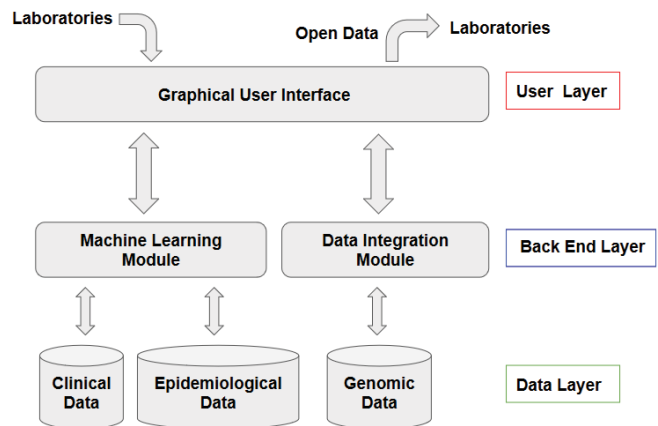 Laboratories
Open Data
Laboratories
Graphical User Interface
User Layer
Machine Learning
Module
Data Integration
Module
Back End Layer
Clinical
Data
Epidemiological
Data
Genomic
Data
Data Layer